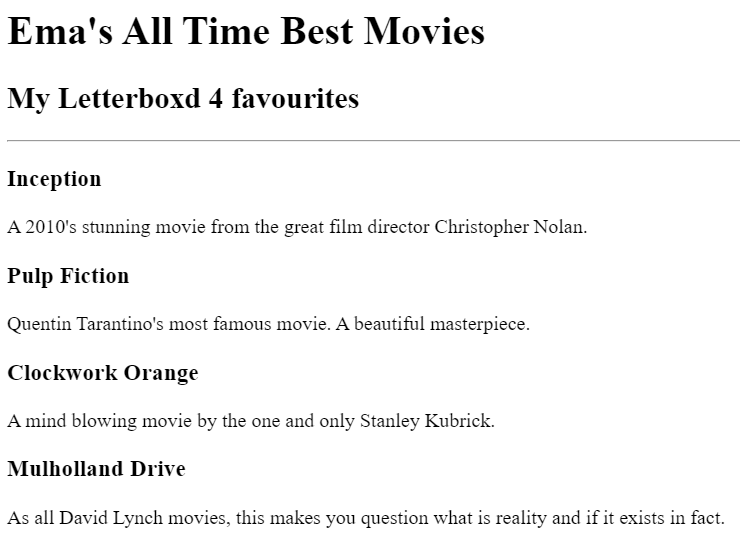 Ema's All Time Best Movies
My Letterboxd 4 favourites
Inception
A 2010's stunning movie from the great film director Christopher Nolan.
Pulp Fiction
Quentin Tarantino's most famous movie. A beautiful masterpiece.
Clockwork Orange
A mind blowing movie by the one and only Stanley Kubrick.
Mulholland Drive
As all David Lynch movies, this makes you question what is reality and if it exists in fact.